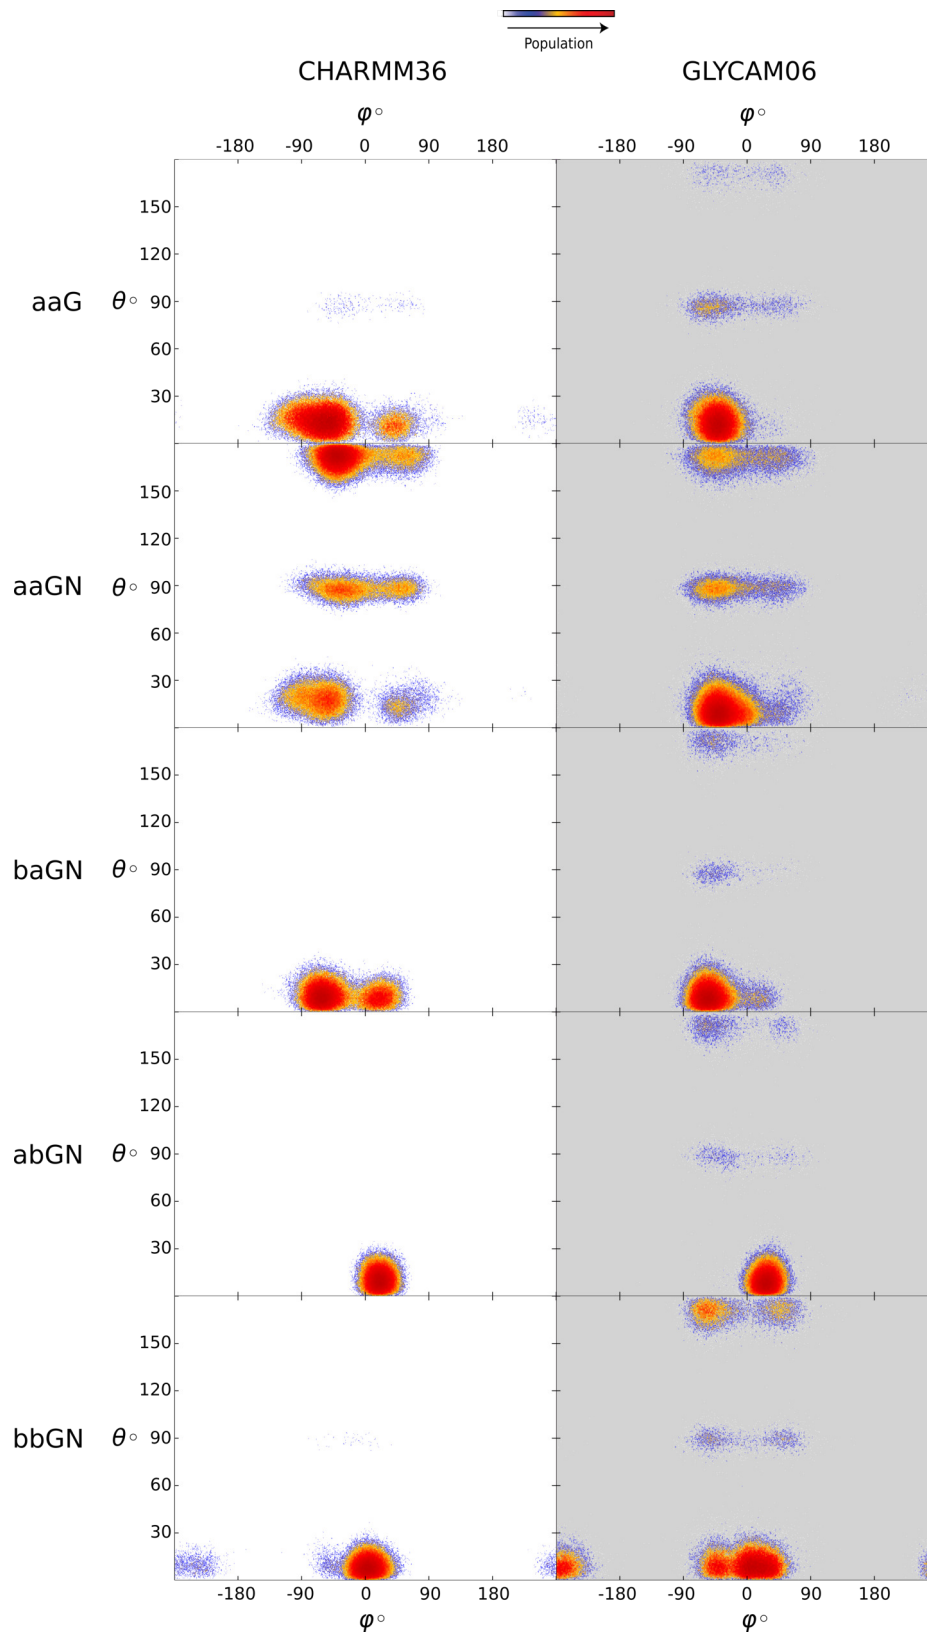 Population
CHARMM36 GLYCAM06
φ° φ°
-180 -90 0 90 180 -180 -90 0 90 180
150
120
aaG θ° 90
60
30
150
120
aaGN θ° 90
60
30
150
120
baGN θ° 90
60
30
150
120
abGN θ° 90
60
30
150
120
bbGN θ° 90
60
30
-180 -90 0 90 180 -180 -90 0 90 180
φ° φ°